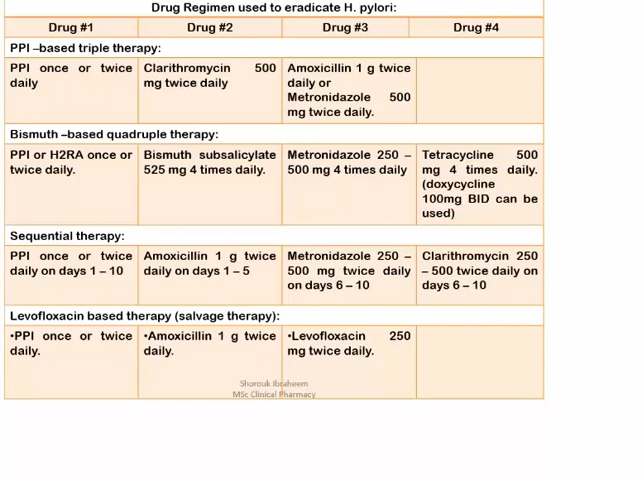 Drug Regimen used to eradicate H. pylori:
Drug #1 Drug #2 Drug #3 Drug #4
PPI –based triple therapy:
PPI once or twice
daily
Clarithromycin 500
mg twice daily
Amoxicillin 1 g twice
daily or
Metronidazole 500
mg twice daily.
Bismuth –based quadruple therapy:
PPI or H2RA once or
twice daily.
Bismuth subsalicylate
525 mg 4 times daily.
Metronidazole 250 –
500 mg 4 times daily
Tetracycline 500
mg 4 times daily.
(doxycycline
100mg BID can be
used)
Sequential therapy:
PPI once or twice
daily on days 1 – 10
Amoxicillin 1 g twice
daily on days 1 – 5
Metronidazole 250 –
500 mg twice daily
on days 6 – 10
Clarithromycin 250
– 500 twice daily on
days 6 – 10
Levofloxacin based therapy (salvage therapy):
•PPI once or twice
daily.
•Amoxicillin 1 g twice
daily.
•Levofloxacin 250
mg twice daily.
Shorouk Ibraheem
MSc Clinical Pharmacy